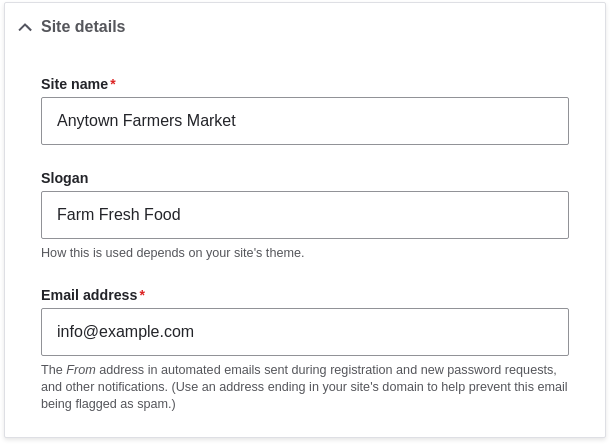 Site details
Site name*
Anytown Farmers Market
Slogan
Farm Fresh Food
How this is used depends on your site's theme.
Email address*
info@example.com
The From address in automated emails sent during registration and new password requests,
and other notifications. (Use an address ending in your site's domain to help prevent this email
being flagged as spam.)